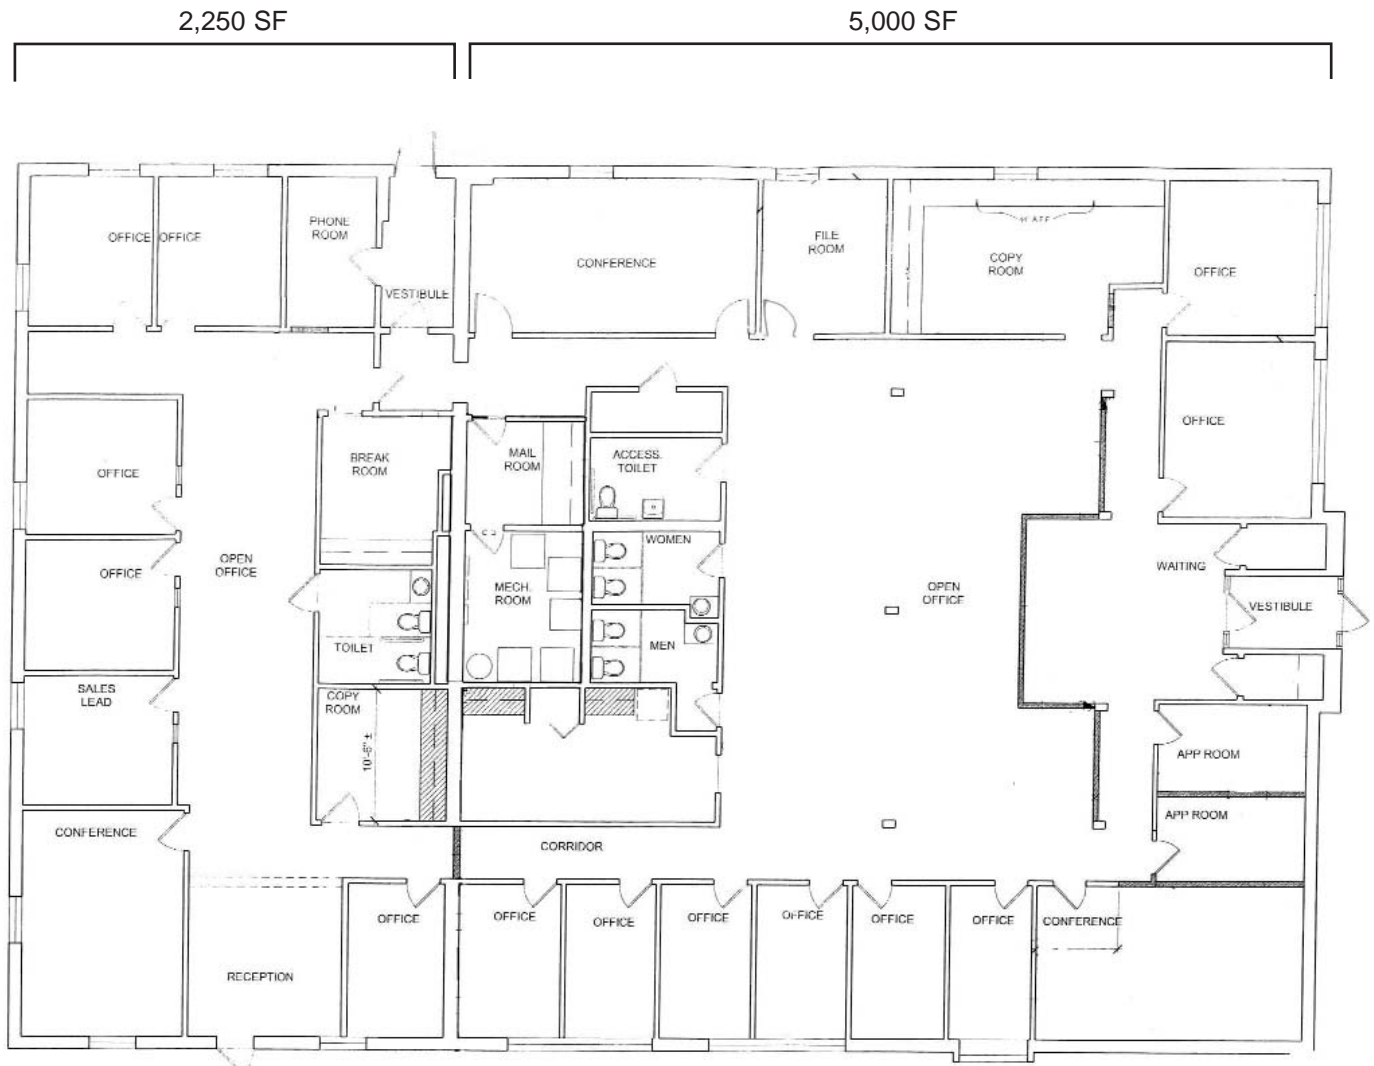 2,250 SF
5,000 SF
OFFICE
OFFICE
PHONE
ROOM
VESTIBULE
CONFERENCE
FILE
ROOM
COPY
ROOM
OFFICE
OFFICE
OFFICE
BREAK
ROOM
MAIL
ROOM
ACCESS.
TOILET
WOMEN
OFFICE
OPEN
OFFICE
MECH.
ROOM
OPEN
OFFICE
WAITING
VESTIBULE
TOILET
MEN
SALES
LEAD
COPY
ROOM
10'-6" ±
APP ROOM
APP ROOM
CONFERENCE
CORRIDOR
RECEPTION
OFFICE
OFFICE
OFFICE
OFFICE
OFFICE
OFFICE
OFFICE
CONFERENCE